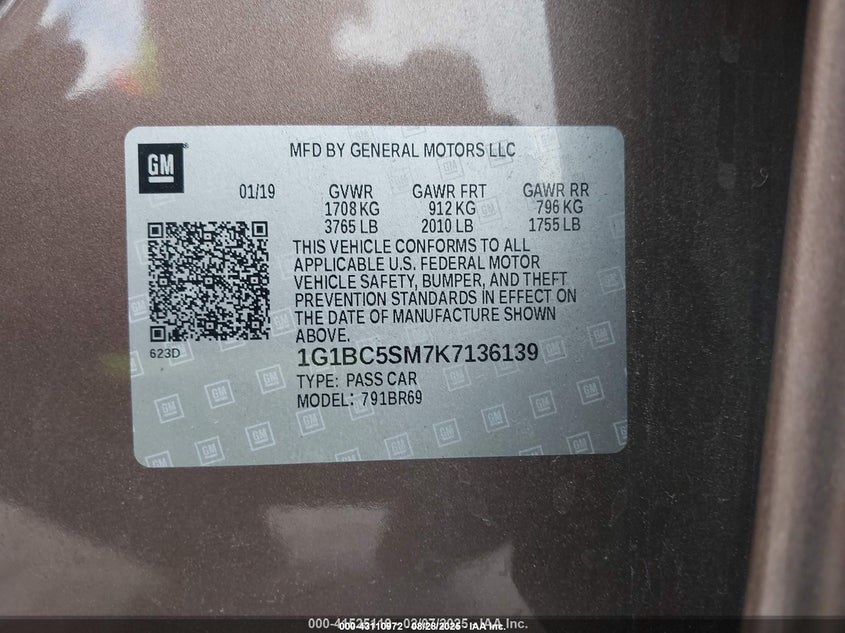 GM
MFD BY GENERAL MOTORS LLC
01/19 GVWR GAWR FRT GAWR RR
1708 KG 912 KG 796 KG
3765 LB 2010 LB 1755 LB
THIS VEHICLE CONFORMS TO ALL
APPLICABLE U.S. FEDERAL MOTOR
VEHICLE SAFETY, BUMPER, AND THEFT
PREVENTION STANDARDS IN EFFECT ON
THE DATE OF MANUFACTURE SHOWN
ABOVE.
623D
1G1BC5SM7K7136139
TYPE: PASS CAR
MODEL: 791BR69
IAA Inc.